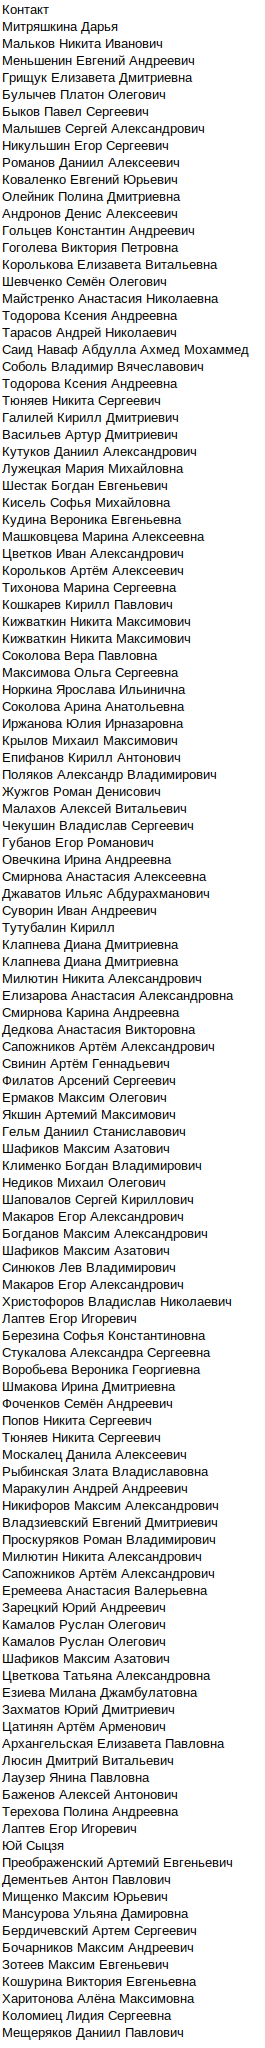 Контакт
Митряшкина Дарья
Мальков Никита Иванович
Меньшенин Евгений Андреевич
Грищук Елизавета Дмитриевна
Булычев Платон Олегович
Быков Павел Сергеевич
Малышев Сергей Александрович
Никульшин Егор Сергеевич
Романов Даниил Алексеевич
Коваленко Евгений Юрьевич
Олейник Полина Дмитриевна
Андронов Денис Алексеевич
Гольцев Константин Андреевич
Гоголева Виктория Петровна
Королькова Елизавета Витальевна
Шевченко Семён Олегович
Майстренко Анастасия Николаевна
Тодорова Ксения Андреевна
Тарасов Андрей Николаевич
Саид Наваф Абдулла Ахмед Мохаммед
Соболь Владимир Вячеславович
Тодорова Ксения Андреевна
Тюняев Никита Сергеевич
Галилей Кирилл Дмитриевич
Васильев Артур Дмитриевич
Кутуков Даниил Александрович
Лужецкая Мария Михайловна
Шестак Богдан Евгеньевич
Кисель Софья Михайловна
Кудина Вероника Евгеньевна
Машковцева Марина Алексеевна
Цветков Иван Александрович
Корольков Артём Алексеевич
Тихонова Марина Сергеевна
Кошкарев Кирилл Павлович
Кижваткин Никита Максимович
Кижваткин Никита Максимович
Соколова Вера Павловна
Максимова Ольга Сергеевна
Норкина Ярослава Ильинична
Соколова Арина Анатольевна
Иржанова Юлия Ирназаровна
Крылов Михаил Максимович
Епифанов Кирилл Антонович
Поляков Александр Владимирович
Жужгов Роман Денисович
Малахов Алексей Витальевич
Чекушин Владислав Сергеевич
Губанов Егор Романович
Овечкина Ирина Андреевна
Смирнова Анастасия Алексеевна
Джаватов Ильяс Абдурахманович
Суворин Иван Андреевич
Тутубалин Кирилл
Клапнева Диана Дмитриевна
Клапнева Диана Дмитриевна
Милютин Никита Александрович
Елизарова Анастасия Александровна
Смирнова Карина Андреевна
Дедкова Анастасия Викторовна
Сапожников Артём Александрович
Свинин Артём Геннадьевич
Филатов Арсений Сергеевич
Ермаков Максим Олегович
Якшин Артемий Максимович
Гельм Даниил Станиславович
Шафиков Максим Азатович
Клименко Богдан Владимирович
Недиков Михаил Олегович
Шаповалов Сергей Кириллович
Макаров Егор Александрович
Богданов Максим Александрович
Шафиков Максим Азатович
Синюков Лев Владимирович
Макаров Егор Александрович
Христофоров Владислав Николаевич
Лаптев Егор Игоревич
Березина Софья Константиновна
Стукалова Александра Сергеевна
Воробьева Вероника Георгиевна
Шмакова Ирина Дмитриевна
Фоченков Семён Андреевич
Попов Никита Сергеевич
Тюняев Никита Сергеевич
Москалец Данила Алексеевич
Рыбинская Злата Владиславовна
Маракулин Андрей Андреевич
Никифоров Максим Александрович
Владзиевский Евгений Дмитриевич
Проскуряков Роман Владимирович
Милютин Никита Александрович
Сапожников Артём Александрович
Еремеева Анастасия Валерьевна
Зарецкий Юрий Андреевич
Камалов Руслан Олегович
Камалов Руслан Олегович
Шафиков Максим Азатович
Цветкова Татьяна Александровна
Езиева Милана Джамбулатовна
Захматов Юрий Дмитриевич
Цатинян Артём Арменович
Архангельская Елизавета Павловна
Люсин Дмитрий Витальевич
Лаузер Янина Павловна
Баженов Алексей Антонович
Терехова Полина Андреевна
Лаптев Егор Игоревич
Юй Сыцзя
Преображенский Артемий Евгеньевич
Дементьев Антон Павлович
Мищенко Максим Юрьевич
Мансурова Ульяна Дамировна
Бердичевский Артем Сергеевич
Бочарников Максим Андреевич
Зотеев Максим Евгеньевич
Кошурина Виктория Евгеньевна
Харитонова Алёна Максимовна
Коломиец Лидия Сергеевна
Мещеряков Даниил Павлович